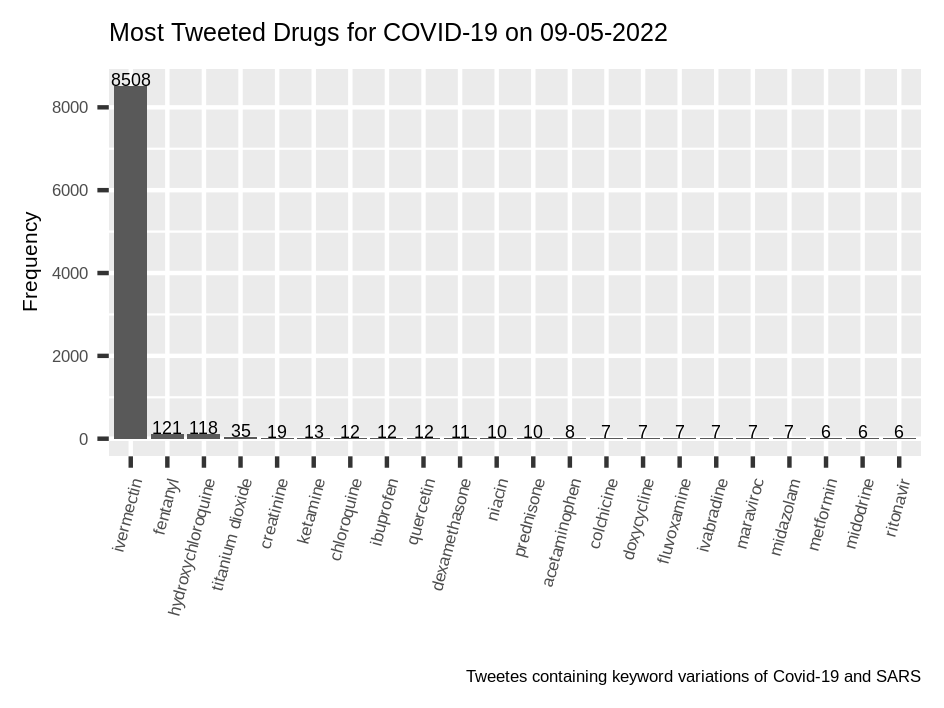 Most Tweeted Drugs for COVID-19 on 09-05-2022
Frequency
8000
6000
4000
2000
0
8508 121 118 35 19 13 12 12 12 11 10 10 8 7 7 7 7 7 7 6 6 6
ivermectin
fentanyl
hydroxychloroquine
titanium dioxide
creatinine
ketamine
chloroquine
ibuprofen
quercetin
dexamethasone
niacin
prednisone
acetaminophen
colchicine
doxycycline
fluvoxamine
ivabradine
maraviroc
midazolam
metformin
midodrine
ritonavir
Tweetes containing keyword variations of Covid-19 and SARS